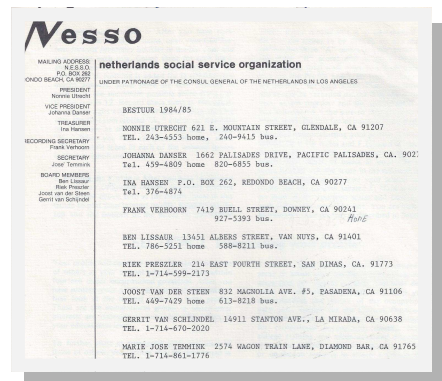 Nesso
MAILING ADDRESS:
N.E.S.S.O.
P.O. BOX 262
ONDO BEACH, CA 90277
PRESIDENT
Nonnie Utrecht
VICE PRESIDENT
Johanna Danser
TREASURER
Ina Hansen
RECORDING SECRETARY
Frank Verhoorn
SECRETARY
José Temmink
BOARD MEMBERS
Ben Lissaur
Riek Preszler
Joost van der Steen
Gerrit van Schijndel
netherlands social service organization
UNDER PATRONAGE OF THE CONSUL GENERAL OF THE NETHERLANDS IN LOS ANGELES
BESTUUR 1984/85
NONNIE UTRECHT 621 E. MOUNTAIN STREET, GLENDALE, CA 91207
TEL. 243-4553 home, 240-9415 bus.
JOHANNA DANSER 1662 PALISADES DRIVE, PACIFIC PALISADES, CA. 902
Tel. 459-4809 home 820-6855 bus.
INA HANSEN P.O. BOX 262, REDONDO BEACH, CA 90277
Tel. 376-4874
FRANK VERHOORN 7419 BUELL STREET, DOWNEY, CA 90241
927-5393 bus. HOME
BEN LISSAUR 13451 ALBERS STREET, VAN NUYS, CA 91401
TEL. 786-5251 home 588-8211 bus.
RIEK PRESZLER 214 EAST FOURTH STREET, SAN DIMAS, CA. 91773
TEL. 1-714-599-2173
JOOST VAN DER STEEN 832 MAGNOLIA AVE. #5, PASADENA, CA 91106
TEL. 449-7429 home 613-8218 bus.
GERRIT VAN SCHIJNDEL 14911 STANTON AVE., LA MIRADA, CA 90638
TEL. 1-714-670-2020
MARIE JOSE TEMMINK 2574 WAGON TRAIN LANE, DIAMOND BAR, CA 91765
TEL. 1-714-861-1776